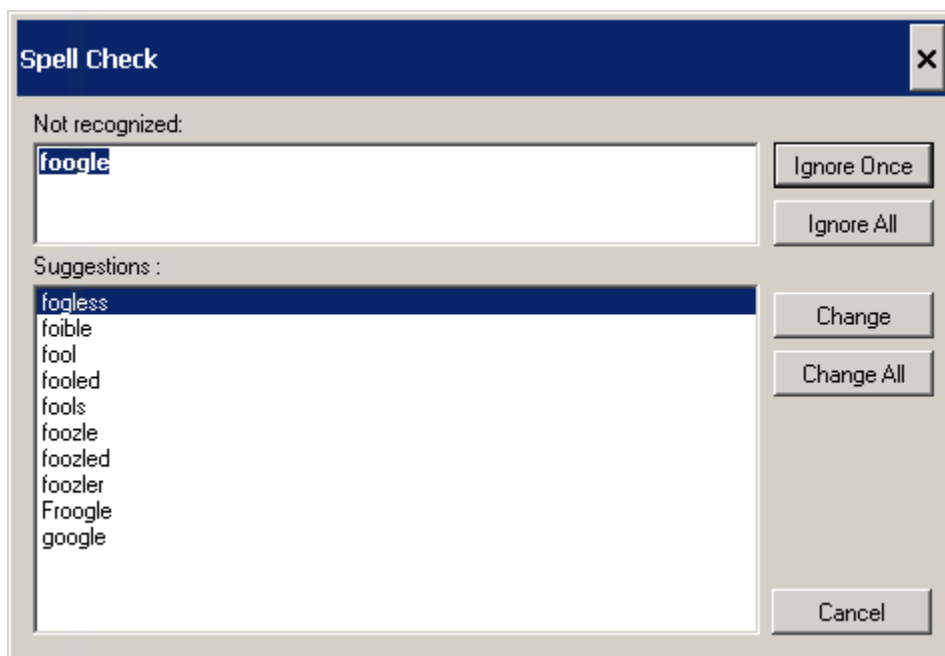 Spell Check
Not recognized:
foogle
Ignore Once
Ignore All
Suggestions :
fogless
foible
fool
fooled
fools
foozle
foozled
foozler
Froogle
google
Change
Change All
Cancel